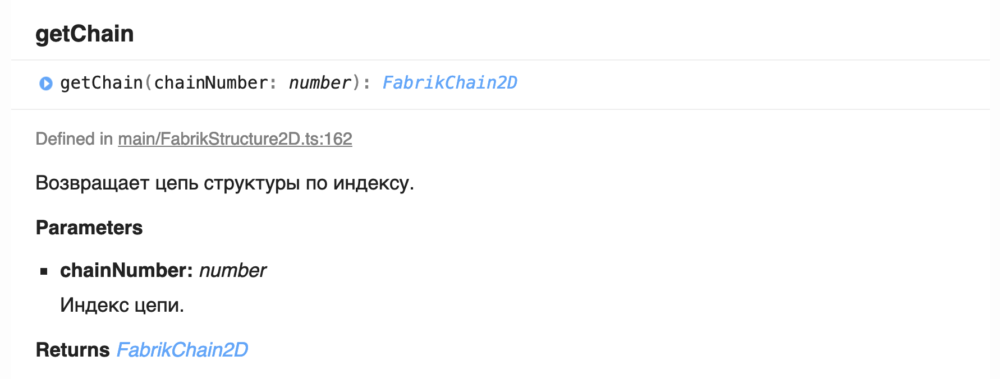 getChain
getChain(chainNumber: number): FabrikChain2D
Defined in main/FabrikStructure2D.ts:162
Возвращает цепь структуры по индексу.
Parameters
▪ chainNumber: number
Индекс цепи.
Returns FabrikChain2D